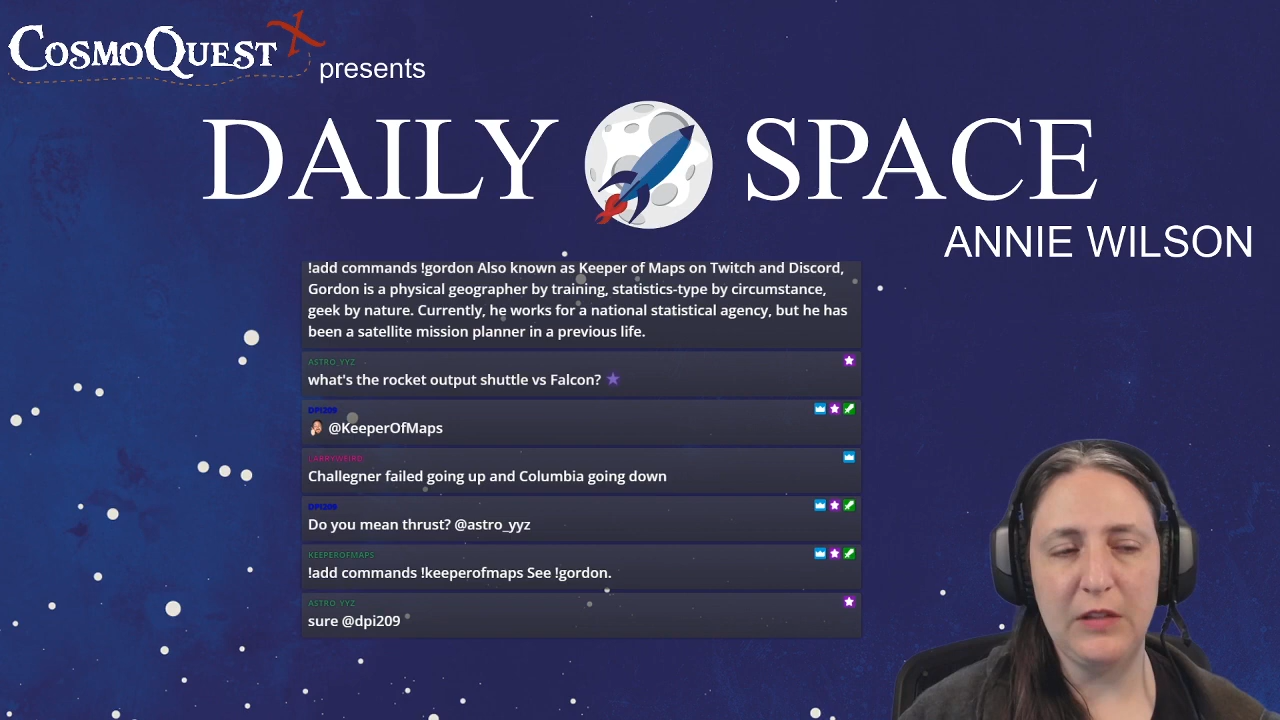 COSMOQUEST X
presents
DAILY SPACE
ANNIE WILSON
!add commands !gordon Also known as Keeper of Maps on Twitch and Discord,
Gordon is a physical geographer by training, statistics-type by circumstance,
geek by nature. Currently, he works for a national statistical agency, but he has
been a satellite mission planner in a previous life.
ASTRO_YYZ
what's the rocket output shuttle vs Falcon?
DPI209
@KeeperOfMaps
LARRYWEIRD
Challegner failed going up and Columbia going down
DPI209
Do you mean thrust? @astro_yyz
KEEPEROFMAPS
!add commands !keeperofmaps See !gordon.
ASTRO_YYZ
sure @dpi209